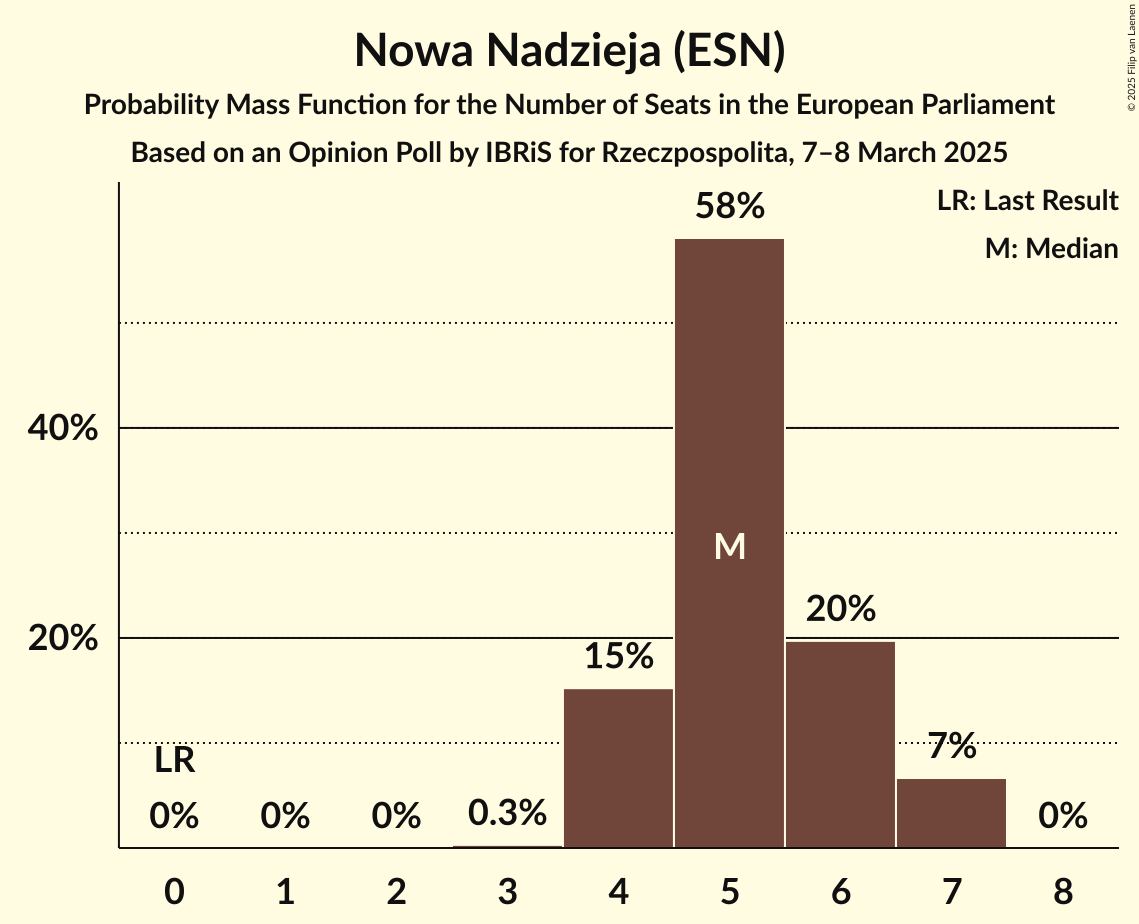 Nowa Nadzieja (ESN)
Probability Mass Function for the Number of Seats in the European Parliament
Based on an Opinion Poll by IBRiS for Rzeczpospolita, 7–8 March 2025
© 2025 Filip van Laenen
LR: Last Result
M: Median
58%
40%
M
20%
20%
15%
7%
LR
0%
0%
0%
0.3%
0%
0 1 2 3 4 5 6 7 8